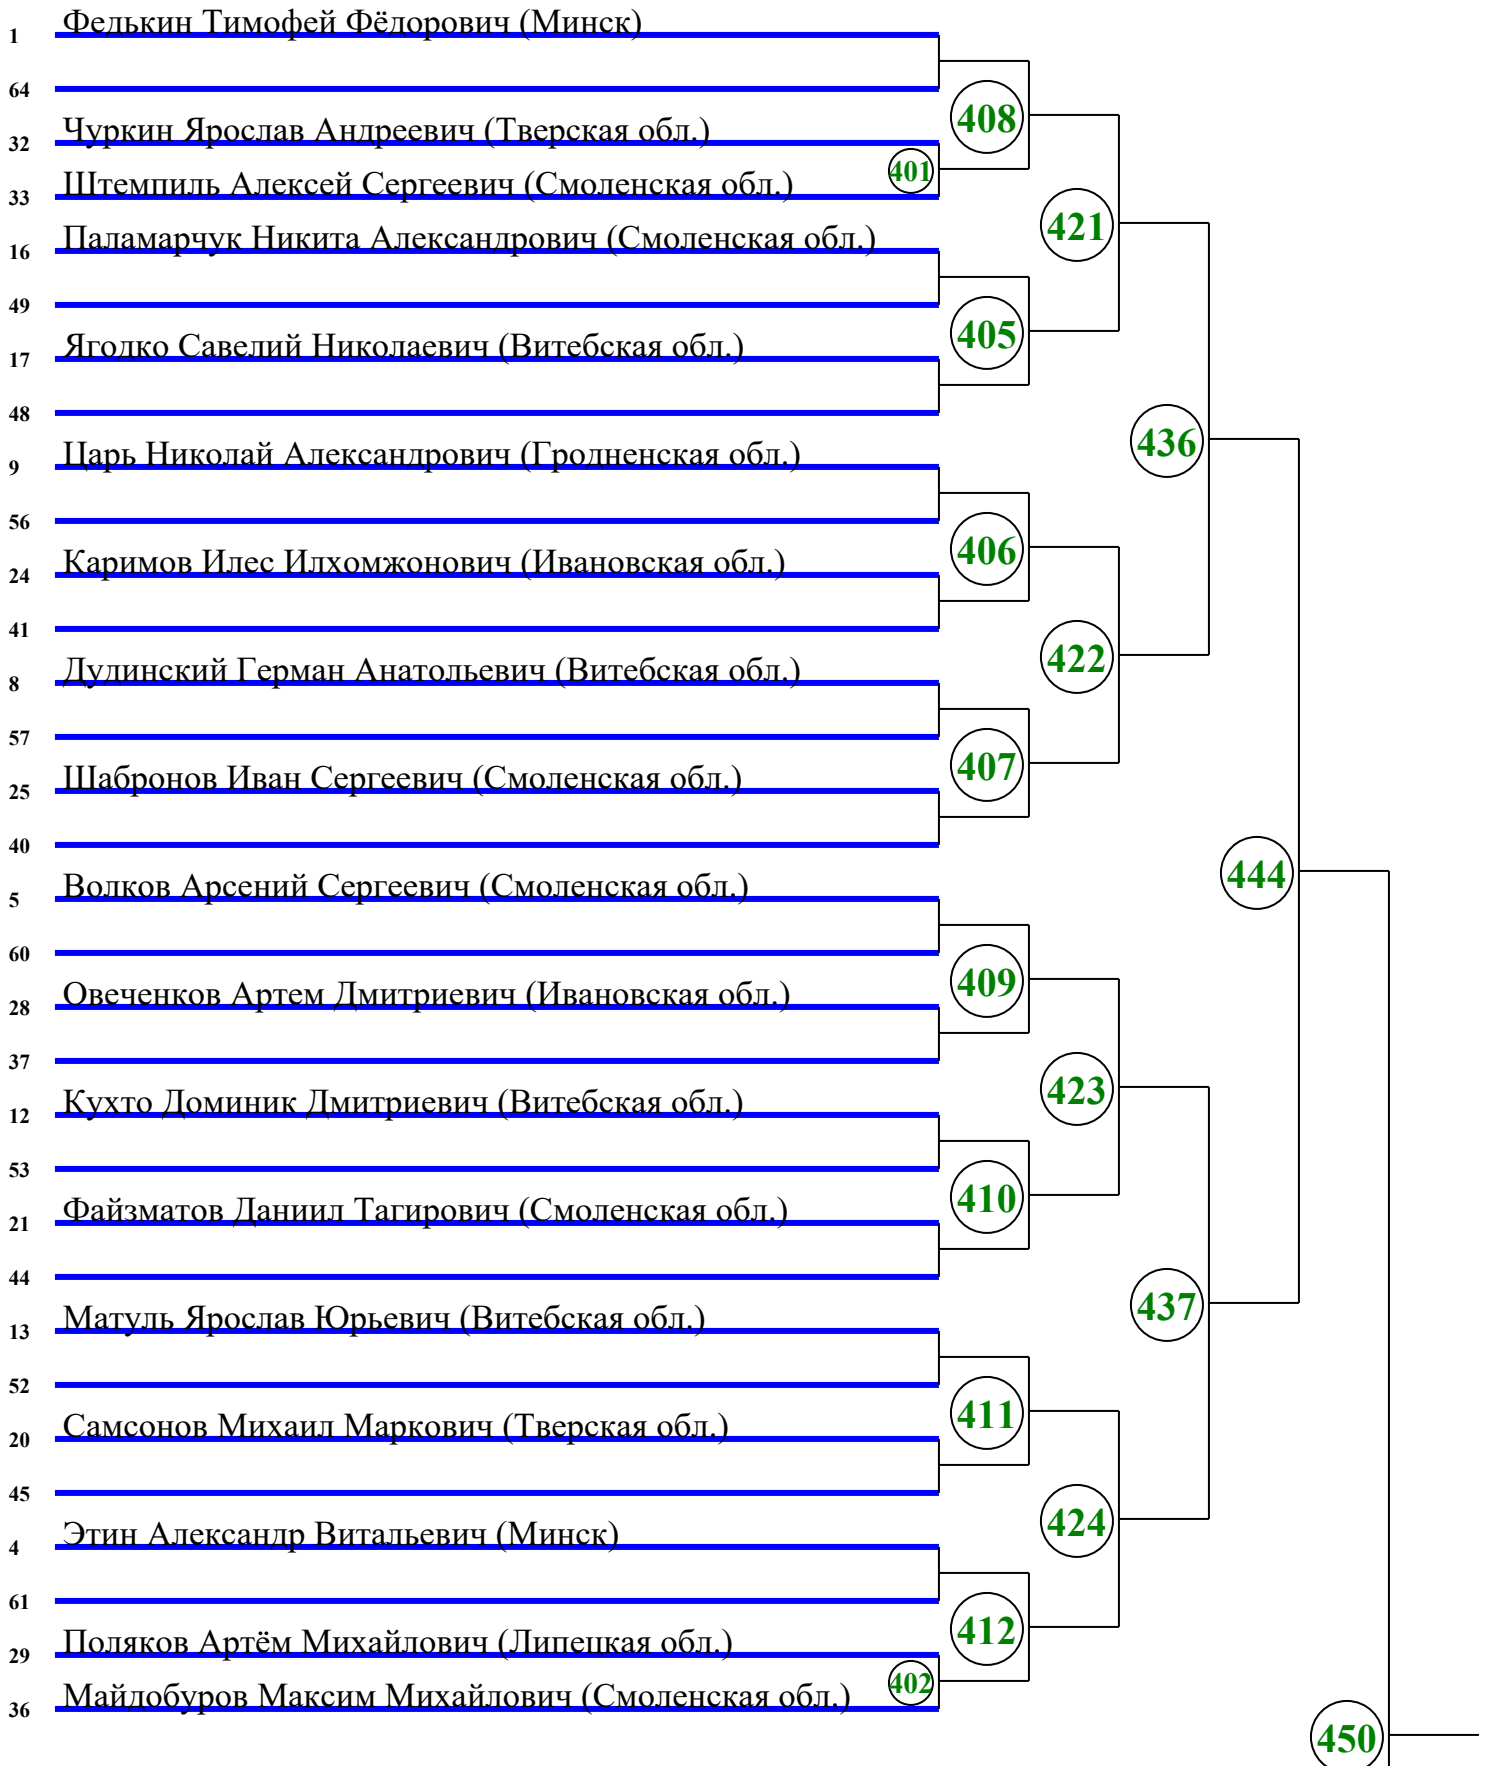 1 Федькин Тимофей Фёдорович (Минск)
64
408
32 Чуркин Ярослав Андреевич (Тверская обл.)
401
33 Штемпиль Алексей Сергеевич (Смоленская обл.)
421
16 Паламарчук Никита Александрович (Смоленская обл.)
49
405
17 Ягодко Савелий Николаевич (Витебская обл.)
48
436
9 Царь Николай Александрович (Гродненская обл.)
56
406
24 Каримов Илес Илхомжонович (Ивановская обл.)
41
422
8 Дудинский Герман Анатольевич (Витебская обл.)
57
407
25 Шабронов Иван Сергеевич (Смоленская обл.)
40
444
5 Волков Арсений Сергеевич (Смоленская обл.)
60
409
28 Овеченков Артем Дмитриевич (Ивановская обл.)
37
423
12 Кухто Доминик Дмитриевич (Витебская обл.)
53
410
21 Файзматов Даниил Тагирович (Смоленская обл.)
44
437
13 Матуль Ярослав Юрьевич (Витебская обл.)
52
411
20 Самсонов Михаил Маркович (Тверская обл.)
45
424
4 Этин Александр Витальевич (Минск)
61
412
29 Поляков Артём Михайлович (Липецкая обл.)
402
36 Майдобуров Максим Михайлович (Смоленская обл.)
450